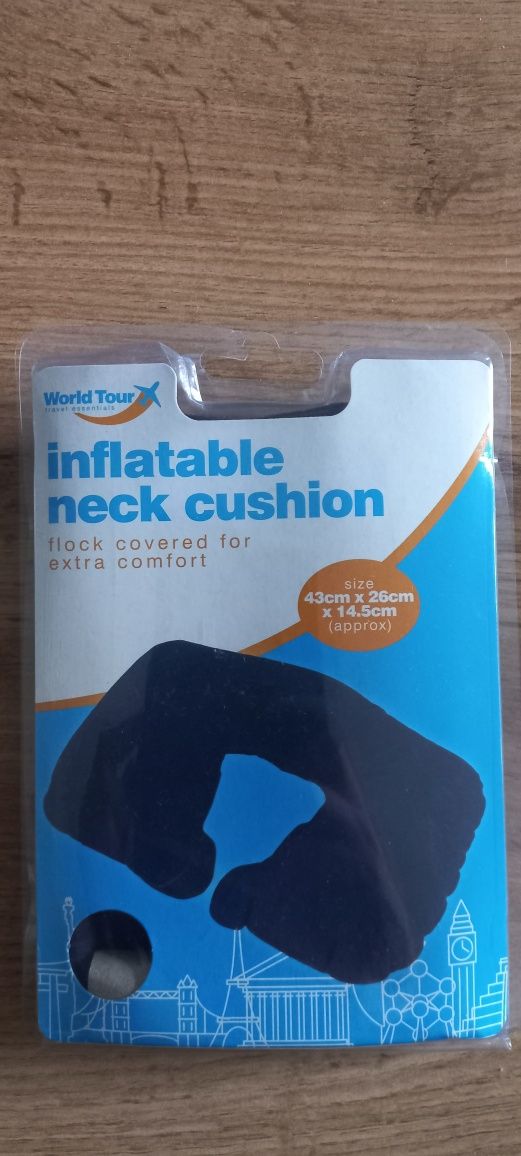 World Tour
travel essentials
inflatable
neck cushion
flock covered for
extra comfort
size
43cm x 26cm
x 14.5cm
(approx)